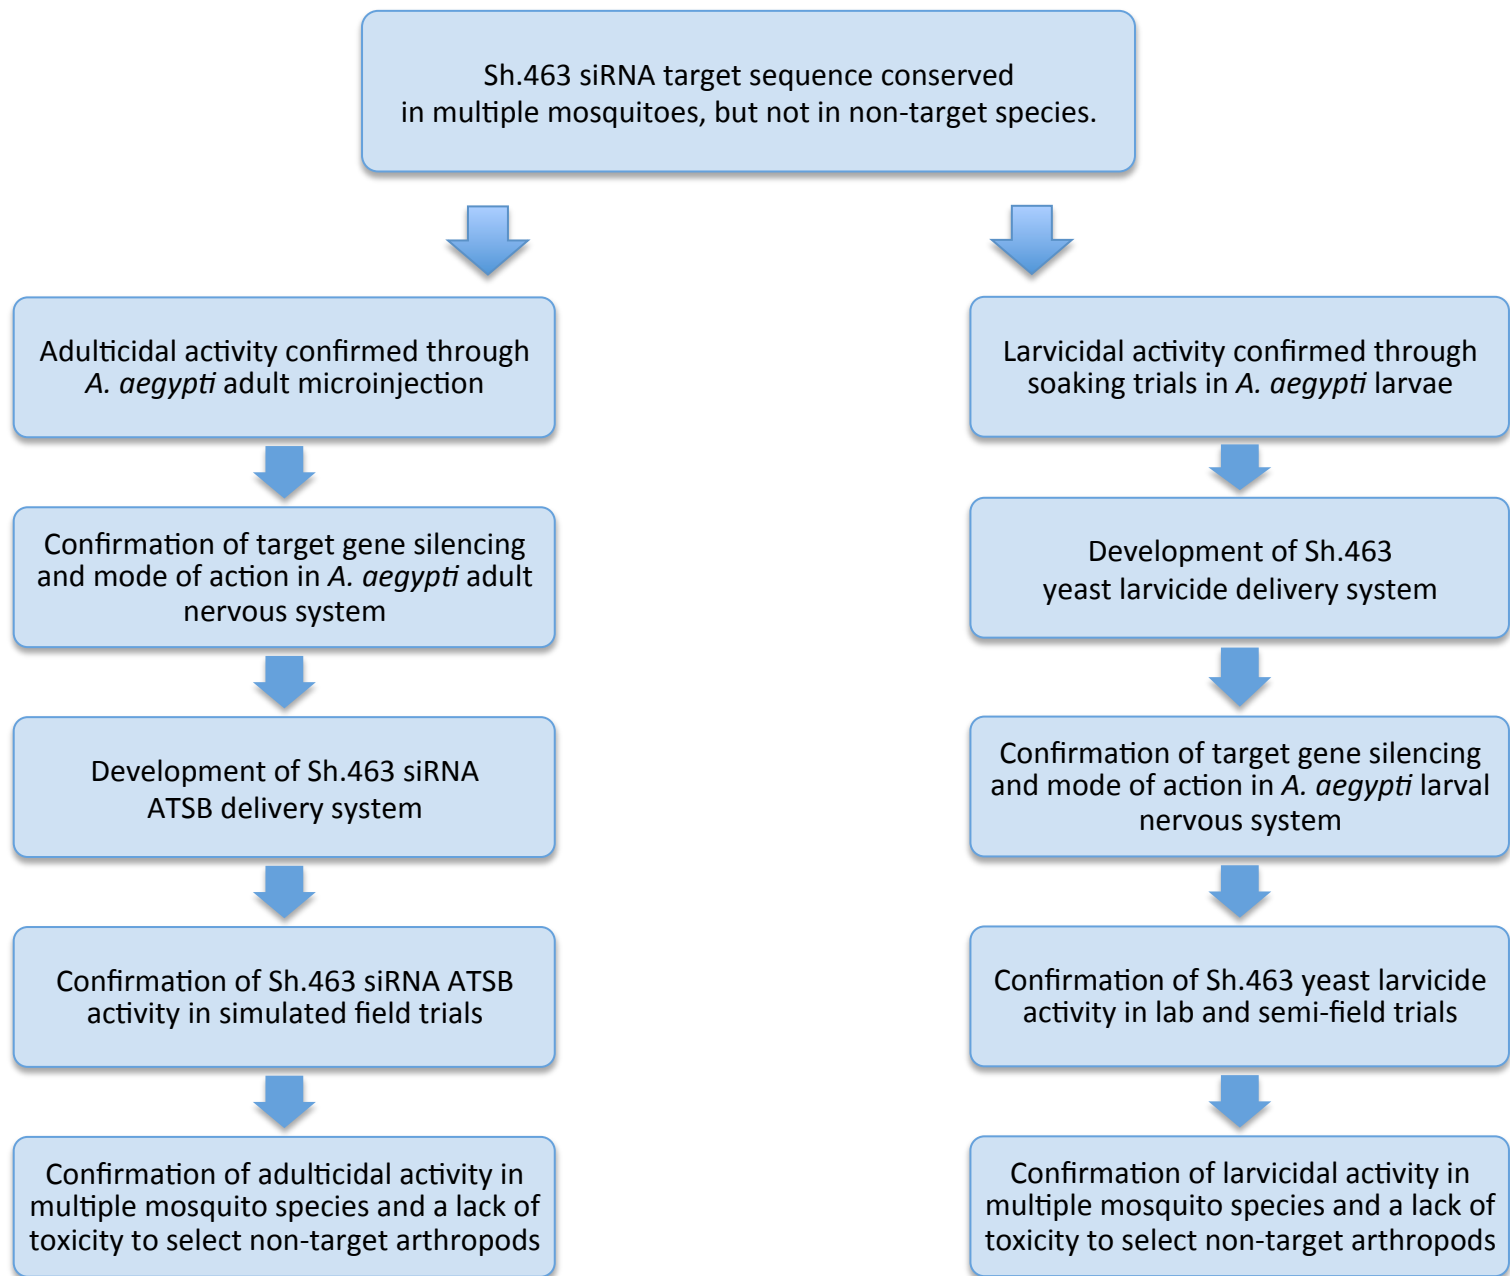 Sh.463 siRNA target sequence conserved
in multiple mosquitoes, but not in non-target species.
Adulticidal activity confirmed through
A. aegypti adult microinjection
Confirmation of target gene silencing
and mode of action in A. aegypti adult
nervous system
Development of Sh.463 siRNA
ATSB delivery system
Confirmation of Sh.463 siRNA ATSB
activity in simulated field trials
Confirmation of adulticidal activity in
multiple mosquito species and a lack of
toxicity to select non-target arthropods
Larvicidal activity confirmed through
soaking trials in A. aegypti larvae
Development of Sh.463
yeast larvicide delivery system
Confirmation of target gene silencing
and mode of action in A. aegypti larval
nervous system
Confirmation of Sh.463 yeast larvicide
activity in lab and semi-field trials
Confirmation of larvicidal activity in
multiple mosquito species and a lack of
toxicity to select non-target arthropods